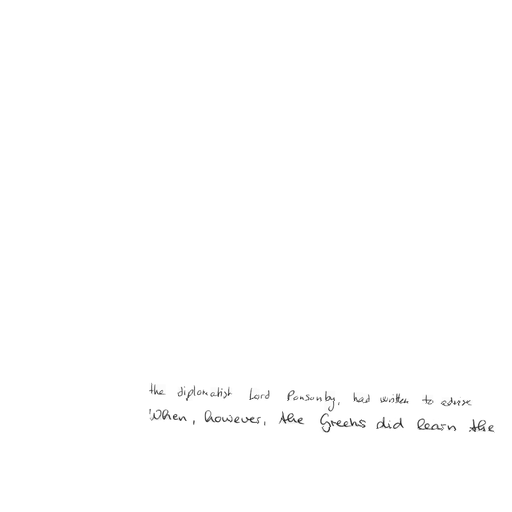 the diplomatist Lord Ponsonby, had written to advise
When, however, the Greeks did learn the